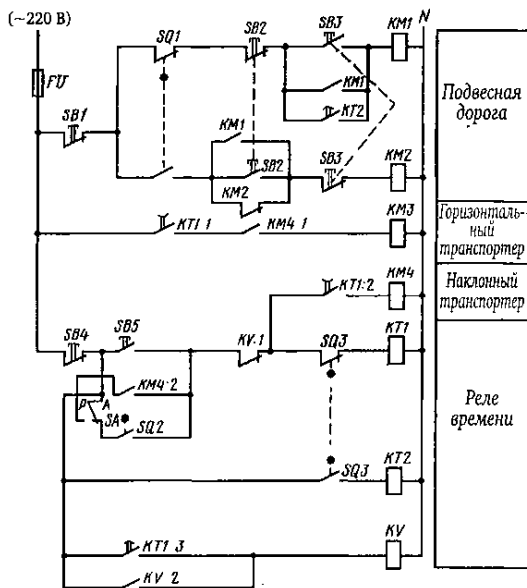 (~220 В) N
SQ1 SB2 SB3 KM1
FU
KM1
KT2
SB1
KM1
SB2 SB3 KM2
KM2
Подвесная
дорога
KT1·1 KM4·1 KM3
Горизонталь-
ный
транспортер
KT1·2 KM4
Наклонный
транспортер
SB4 SB5 KV·1 SQ3 KT1
KM4·2
P A
SA
SQ2
SQ3 KT2
Реле
времени
KT1·3 KV
KV·2